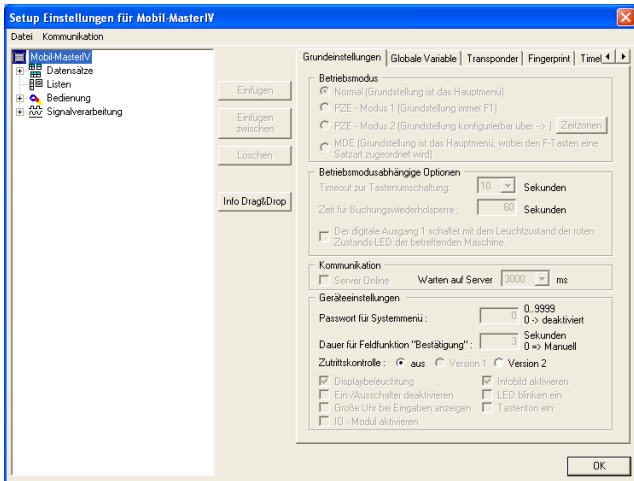 Setup Einstellungen für Mobil-MasterIV
Datei Kommunikation
Mobil-MasterIV
Datensätze
Listen
Bedienung
Signalverarbeitung
Einfügen
Einfügen
zwischen
Löschen
Info Drag&Drop
Grundeinstellungen Globale Variable Transponder Fingerprint Timel
Betriebsmodus
Normal (Grundstellung ist das Hauptmenü)
PZE - Modus 1 (Grundstellung immer F1)
PZE - Modus 2 (Grundstellung konfigurierbar über --> ) Zeitzonen
MDE (Grundstellung ist das Hauptmenü, wobei den F-Tasten eine
Satzart zugeordnet wird)
Betriebsmodusabhängige Optionen
Timeout zur Tastenumschaltung: 10 Sekunden
Zeit für Buchungswiederholsperre : 60 Sekunden
Der digitale Ausgang 1 schaltet mit dem Leuchtzustand der roten
Zustands-LED der betreffenden Maschine.
Kommunikation
Server Online Warten auf Server 3000 ms
Geräteeinstellungen
Passwort für Systemmenü : 0 0..9999
0 -> deaktiviert
Dauer für Feldfunktion "Bestätigung" : 3 Sekunden
0 => Manuell
Zutrittskontrolle : aus Version 1 Version 2
Displaybeleuchtung Infobild aktivieren
Ein-/Ausschalter deaktivieren LED blinken ein
Große Uhr bei Eingaben anzeigen Tastenton ein
IO - Modul aktivieren
OK